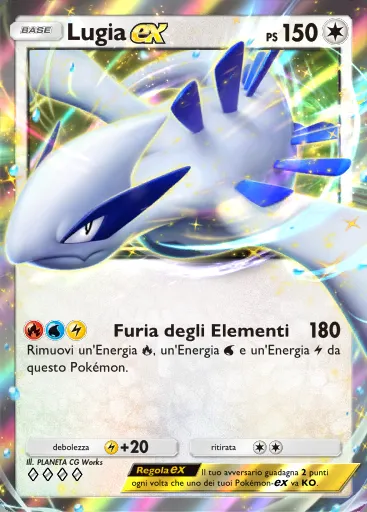 BASE Lugia ex PS 150
Furia degli Elementi 180
Rimuovi un'Energia, un'Energia e un'Energia da
questo Pokémon.
debolezza +20 ritirata
Ill. PLANETA CG Works
Regola ex Il tuo avversario guadagna 2 punti
ogni volta che uno dei tuoi Pokémon-ex va KO.